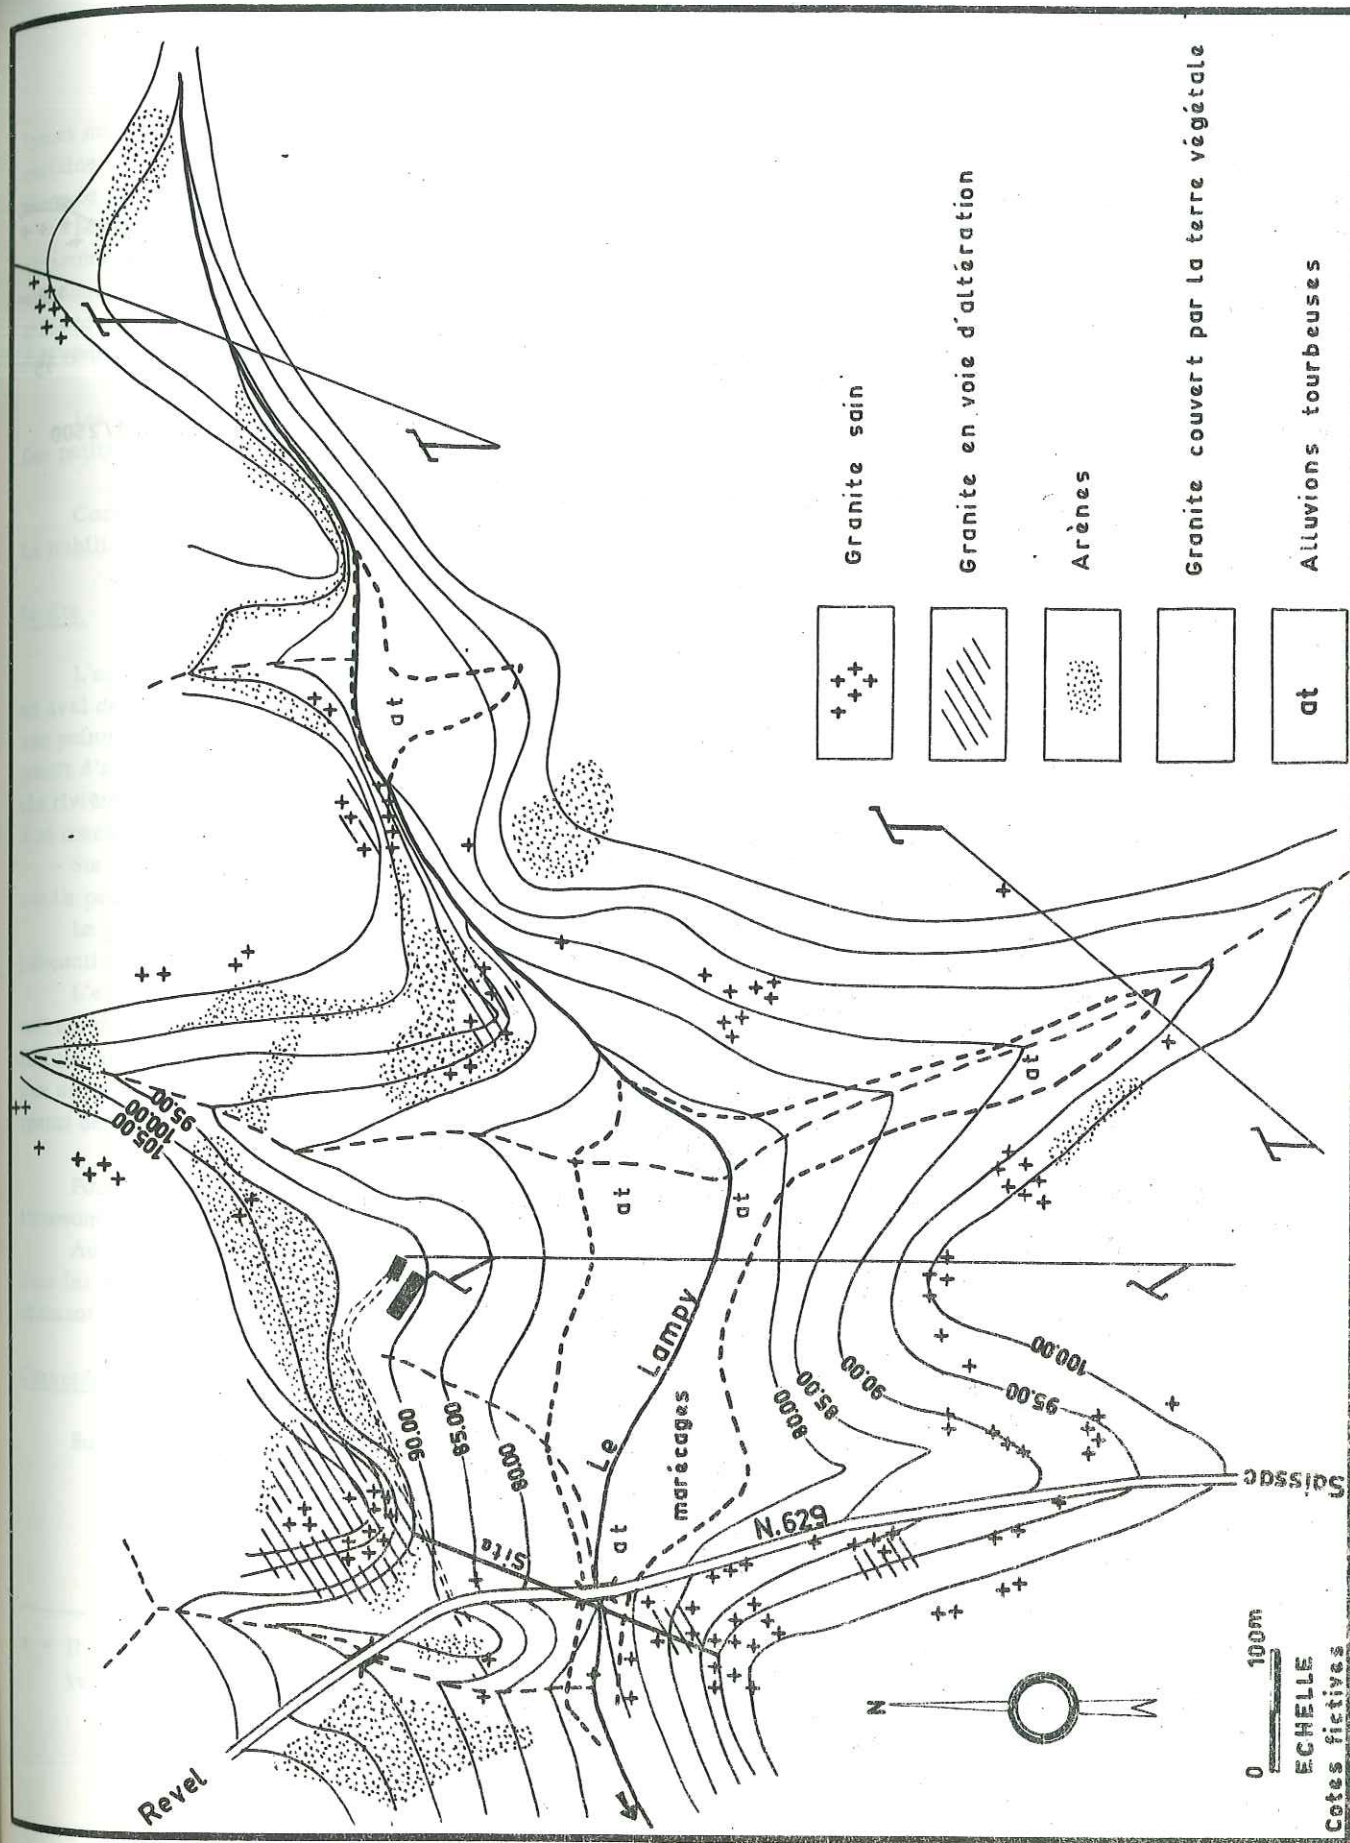 Granite sain
Granite en voie d'altération
Arènes
Granite couvert par la terre végétale
at
Alluvions tourbeuses
at
at
at
at
at
105.00
100.00
95.00
90.00
85.00
80.00
Le Lampy
marécages
80.00
85.00
90.00
95.00
100.00
Site
N.629
Revel
Saissac
N
0 100m
ECHELLE
Cotes fictives